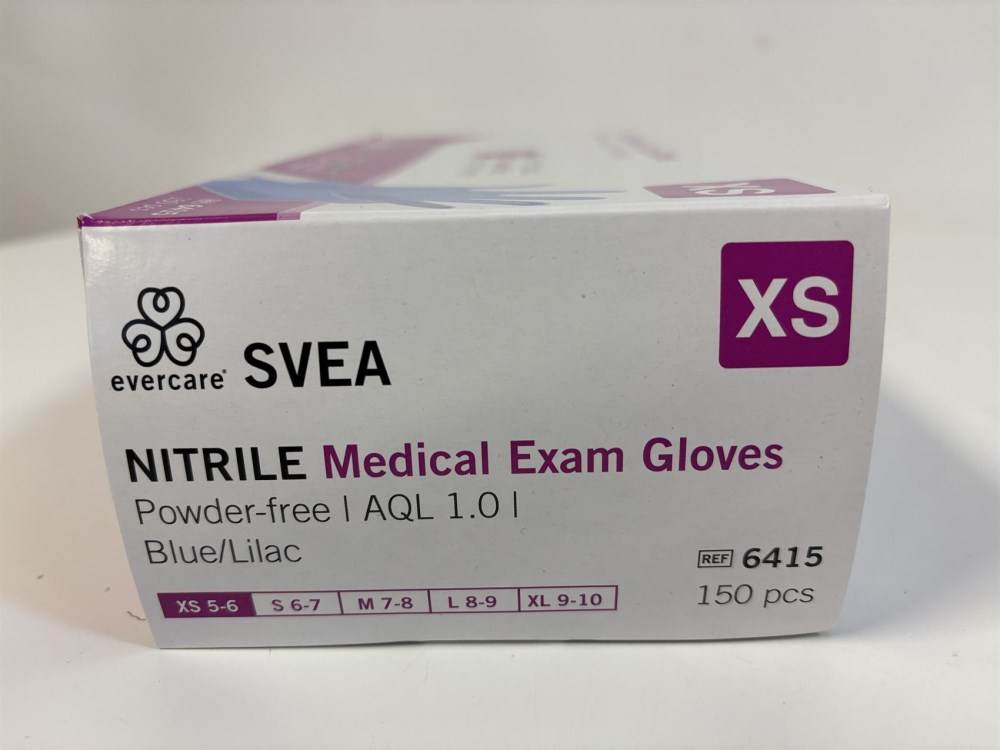 XS
XS
evercare® SVEA
NITRILE Medical Exam Gloves
Powder-free | AQL 1.0 |
Blue/Lilac
REF 6415
150 pcs
XS 5-6 S 6-7 M 7-8 L 8-9 XL 9-10